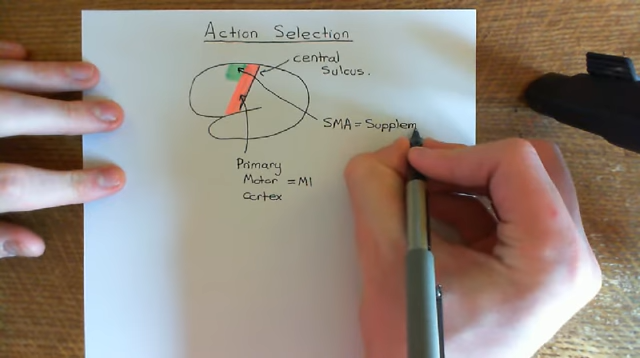 Action Selection
central
sulcus.
SMA = Supplem
Primary
Motor = M1
Cortex